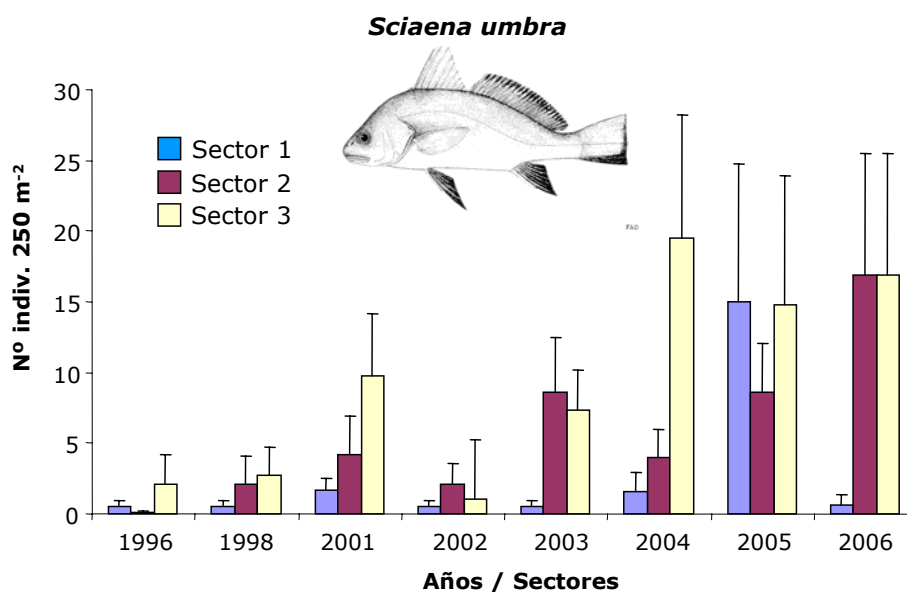 Sciaena umbra
30
25
20
15
10
5
0
Nº indiv. 250 m⁻²
Sector 1
Sector 2
Sector 3
FAO
1996 1998 2001 2002 2003 2004 2005 2006
Años / Sectores